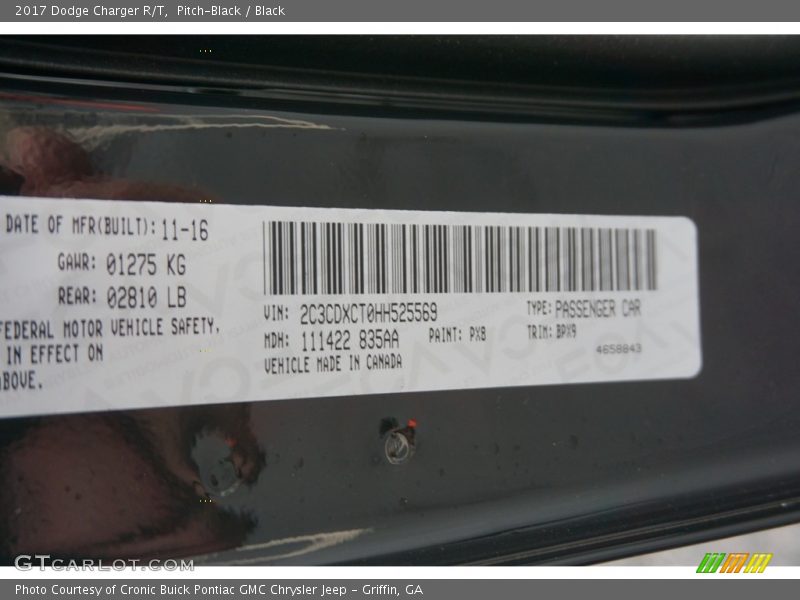 2017 Dodge Charger R/T, Pitch-Black / Black
DATE OF MFR(BUILT): 11-16
GAWR: 01275 KG
REAR: 02810 LB
FEDERAL MOTOR VEHICLE SAFETY,
IN EFFECT ON
ABOVE.
VIN: 2C3CDXCT0HH525569
TYPE: PASSENGER CAR
MDH: 111422 835AA
PAINT: PX8
TRIM: BPX9
VEHICLE MADE IN CANADA
4658843
GTCARLOT.COM
Photo Courtesy of Cronic Buick Pontiac GMC Chrysler Jeep - Griffin, GA